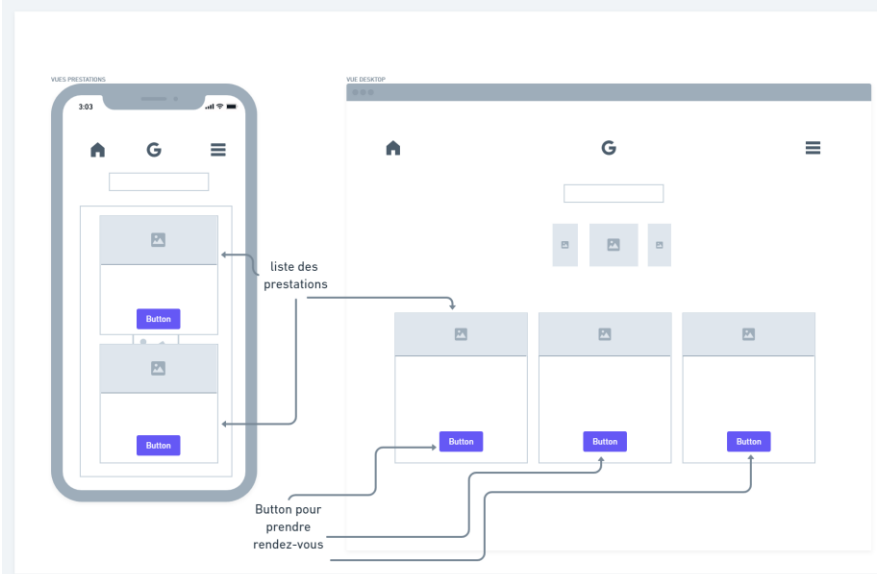 VUES PRESTATIONS
VUE DESKTOP
3:03
G
G
liste des
prestations
Button
Button
Button
Button
Button
Button pour
prendre
rendez-vous